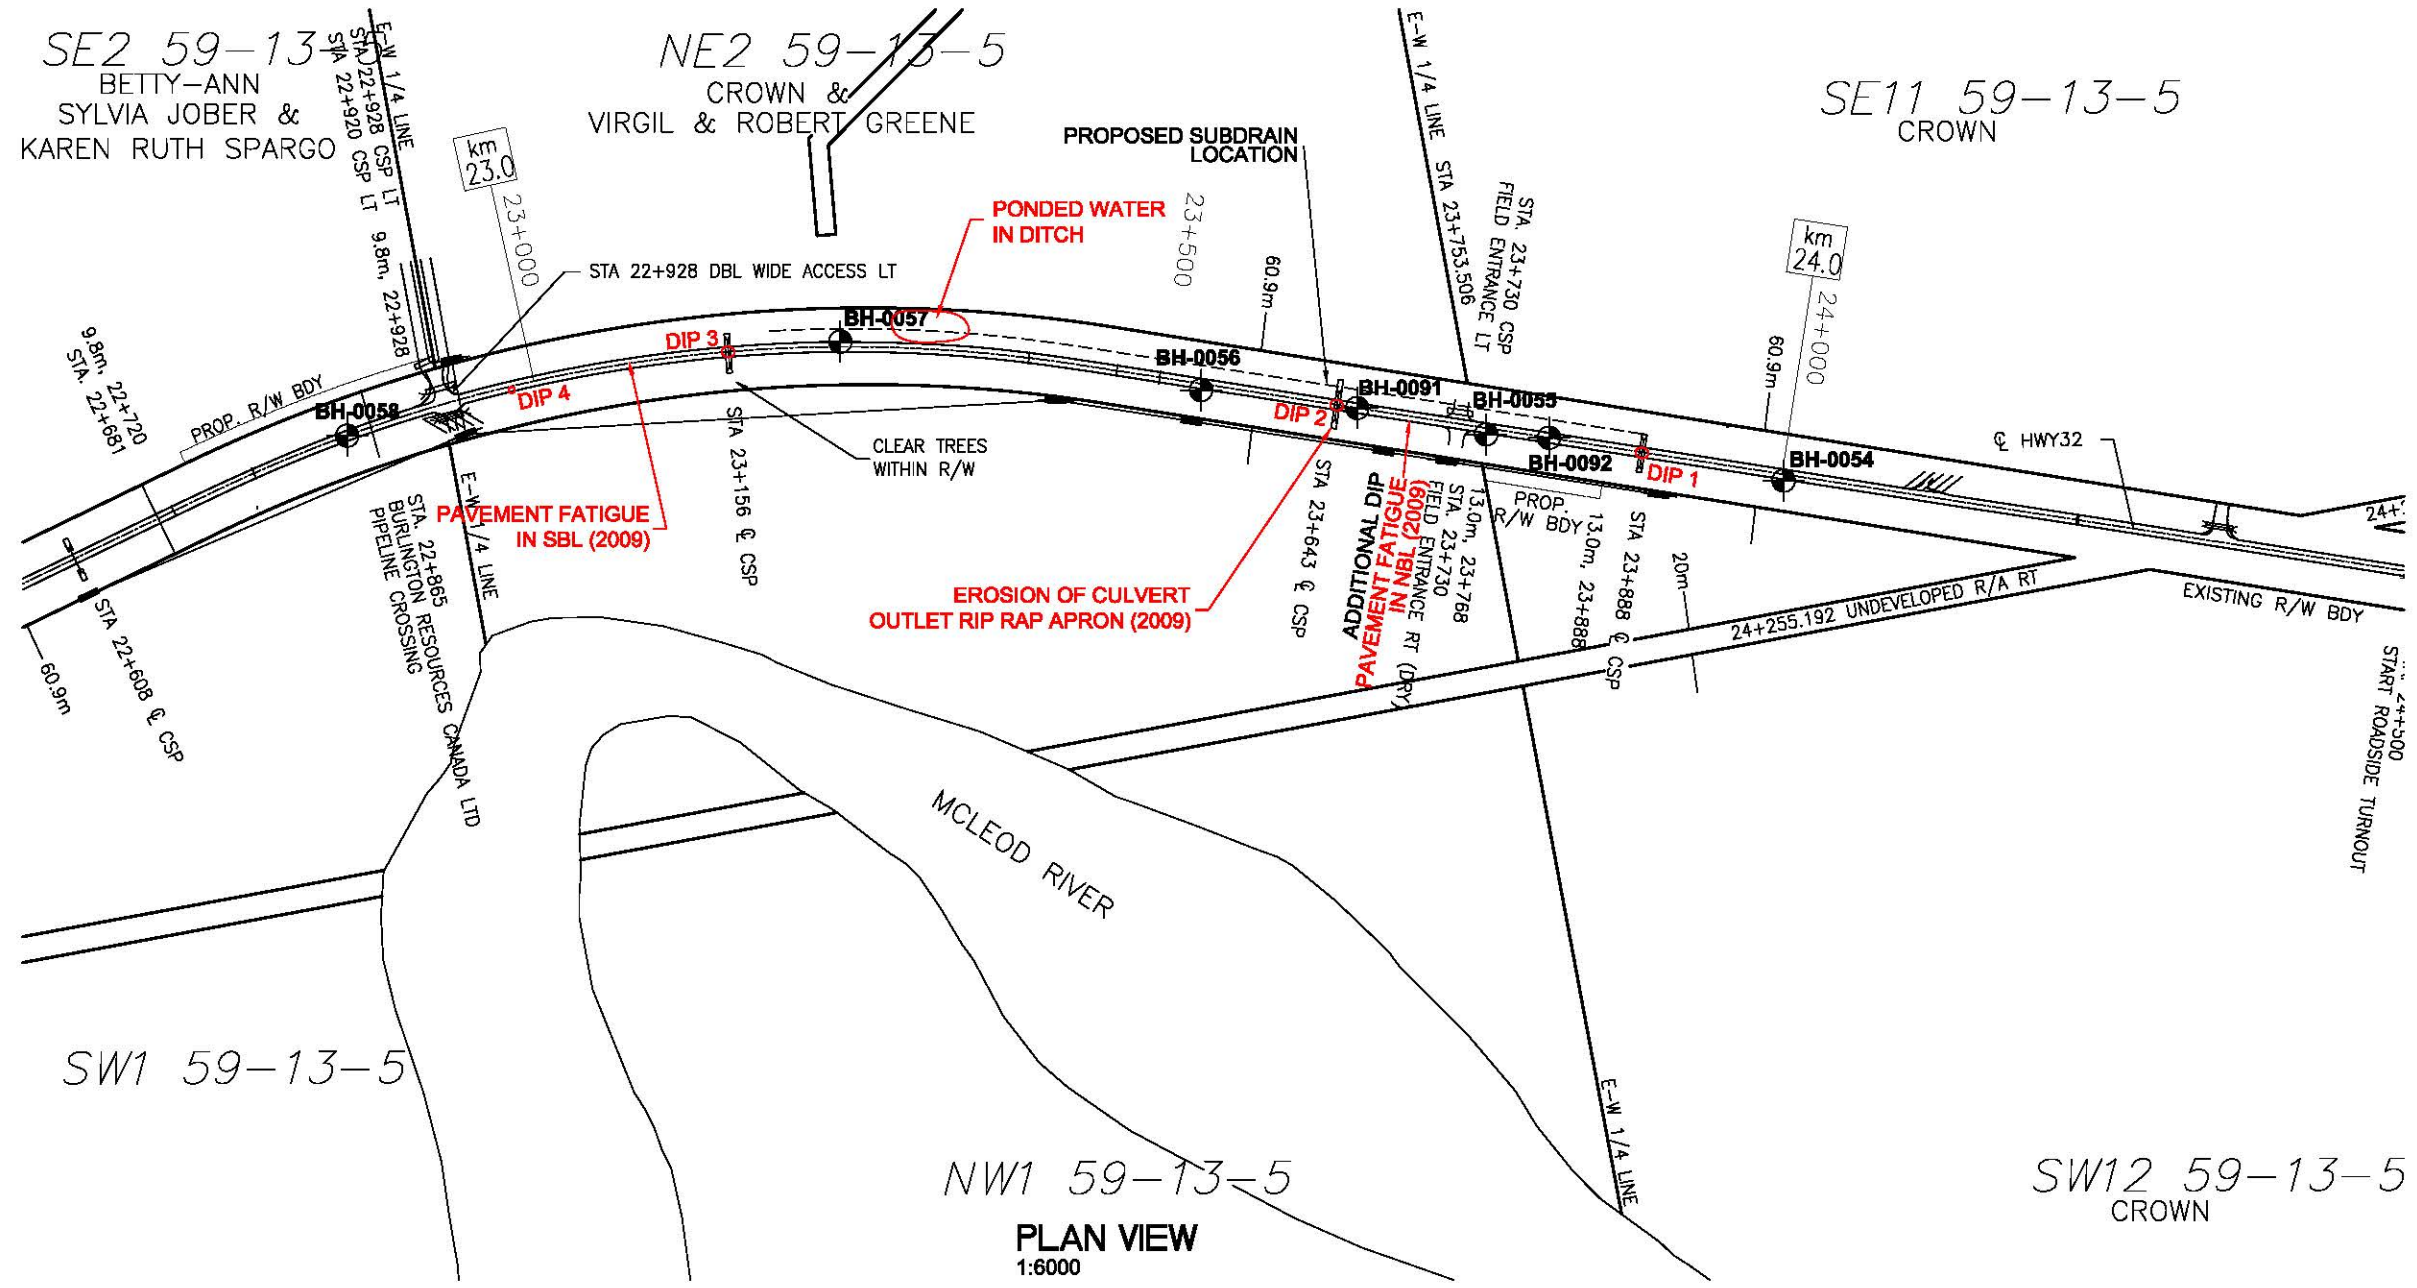 SE2 59-13-5
BETTY-ANN
SYLVIA JOBER &
KAREN RUTH SPARGO
E-W 1/4 LINE
STA 22+928 CSP LT
STA 22+920 CSP LT
9.8m, 22+928
NE2 59-13-5
CROWN &
VIRGIL & ROBERT GREENE
km
23.0
23+000
STA 22+928 DBL WIDE ACCESS LT
PONDED WATER
IN DITCH
PROPOSED SUBDRAIN
LOCATION
23+500
60.9m
E-W 1/4 LINE STA 23+753.506
STA. 23+730 CSP
FIELD ENTRANCE LT
SE11 59-13-5
CROWN
km
24.0
24+000
60.9m
9.8m, 22+720
STA. 22+681
PROP. R/W BDY
BH-0058
DIP 4
DIP 3
BH-0057
BH-0056
DIP 2
BH-0091
BH-0055
BH-0092
DIP 1
BH-0054
℄ HWY32
CLEAR TREES
WITHIN R/W
STA 23+156 ℄ CSP
PAVEMENT FATIGUE
IN SBL (2009)
E-W 1/4 LINE
STA. 22+865
BURLINGTON RESOURCES CANADA LTD
PIPELINE CROSSING
STA 22+608 ℄ CSP
60.9m
EROSION OF CULVERT
OUTLET RIP RAP APRON (2009)
STA 23+643 ℄ CSP
ADDITIONAL DIP
PAVEMENT FATIGUE
IN NBL (2009)
13.0m, 23+768
STA. 23+730
FIELD ENTRANCE RT (DRY)
PROP.
R/W BDY
13.0m, 23+888
STA 23+888 ℄ CSP
20m
24+255.192 UNDEVELOPED R/A RT
EXISTING R/W BDY
START ROADSIDE TURNOUT
MCLEOD RIVER
E-W 1/4 LINE
SW1 59-13-5
NW1 59-13-5
SW12 59-13-5
CROWN
PLAN VIEW
1:6000